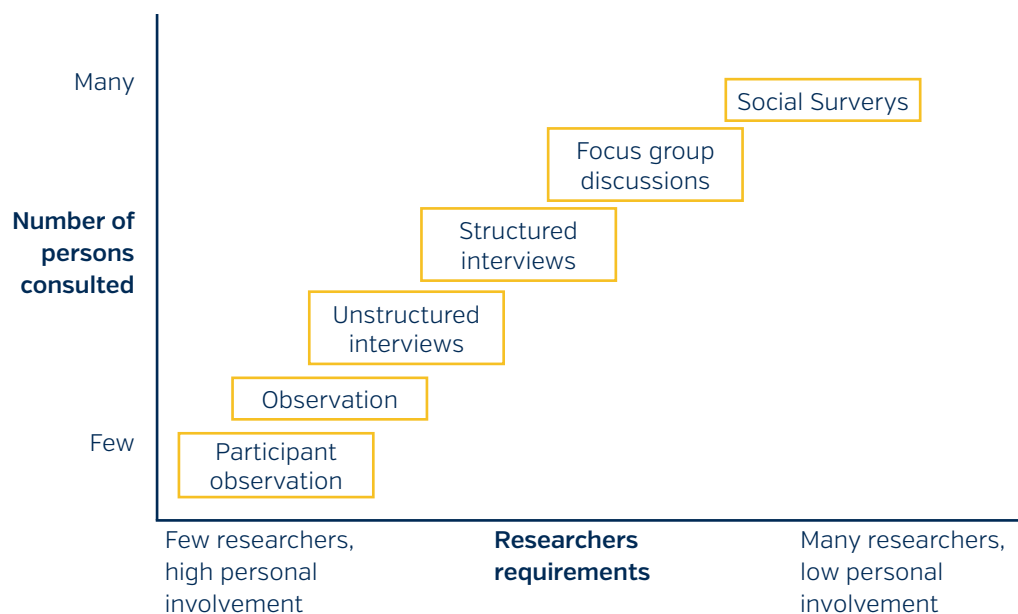 Many
Social Surverys
Focus group
discussions
Number of
persons
consulted
Structured
interviews
Unstructured
interviews
Observation
Few
Participant
observation
Few researchers,
high personal
involvement
Researchers
requirements
Many researchers,
low personal
involvement